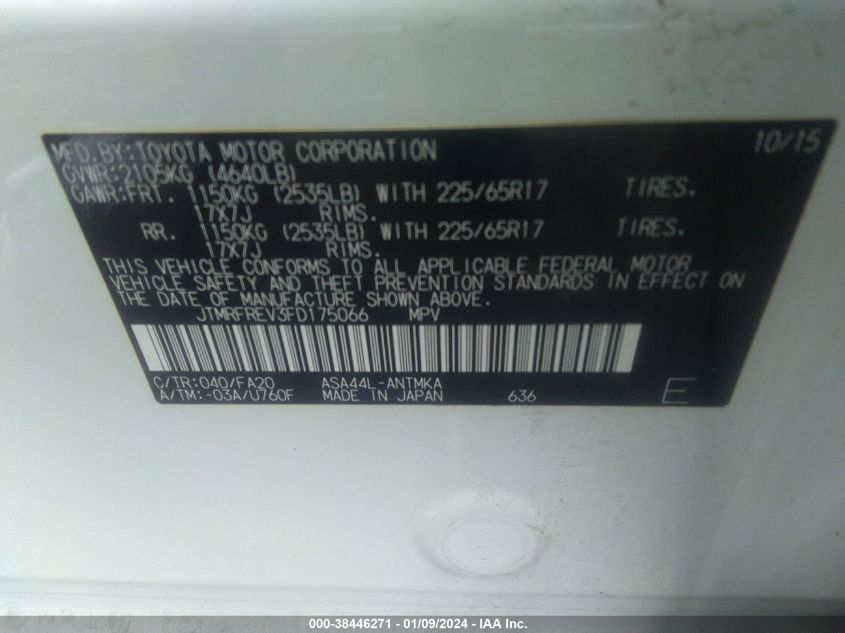 MFD.BY:TOYOTA MOTOR CORPORATION 10/15
GVWR:2105KG (4640LB)
GAWR:FRT. 1150KG (2535LB) WITH 225/65R17 TIRES.
17X7J RIMS.
RR. 1150KG (2535LB) WITH 225/65R17 TIRES.
17X7J RIMS.
THIS VEHICLE CONFORMS TO ALL APPLICABLE FEDERAL MOTOR
VEHICLE SAFETY AND THEFT PREVENTION STANDARDS IN EFFECT ON
THE DATE OF MANUFACTURE SHOWN ABOVE.
JTMRFREV3FD175066 MPV
C/TR:040/FA20 ASA44L-ANTMKA
A/TM:-03A/U760F MADE IN JAPAN 636 E
000-38446271 - 01/09/2024 - IAA Inc.